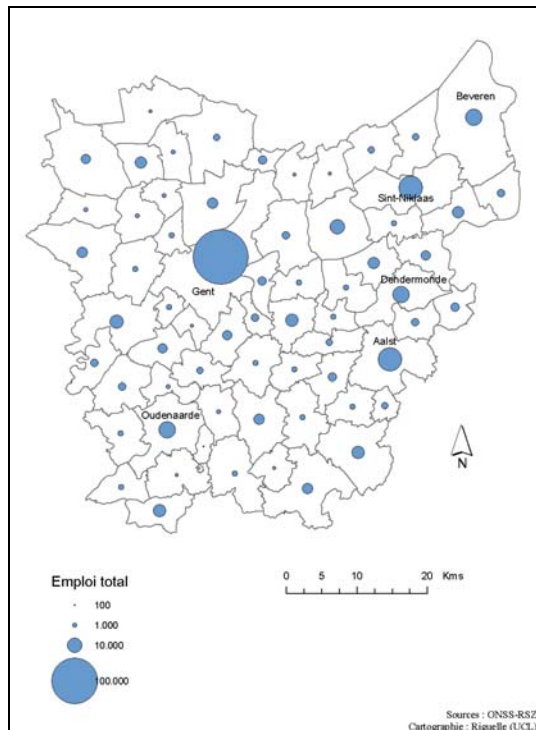 Beveren
Sint-Niklaas
Gent
Dendermonde
Aalst
Oudenaarde
N
Emploi total
100
1.000
10.000
100.000
0 5 10 20 Kms
Sources : ONSS-RSZ
Cartographie : Riguelle (UCL)